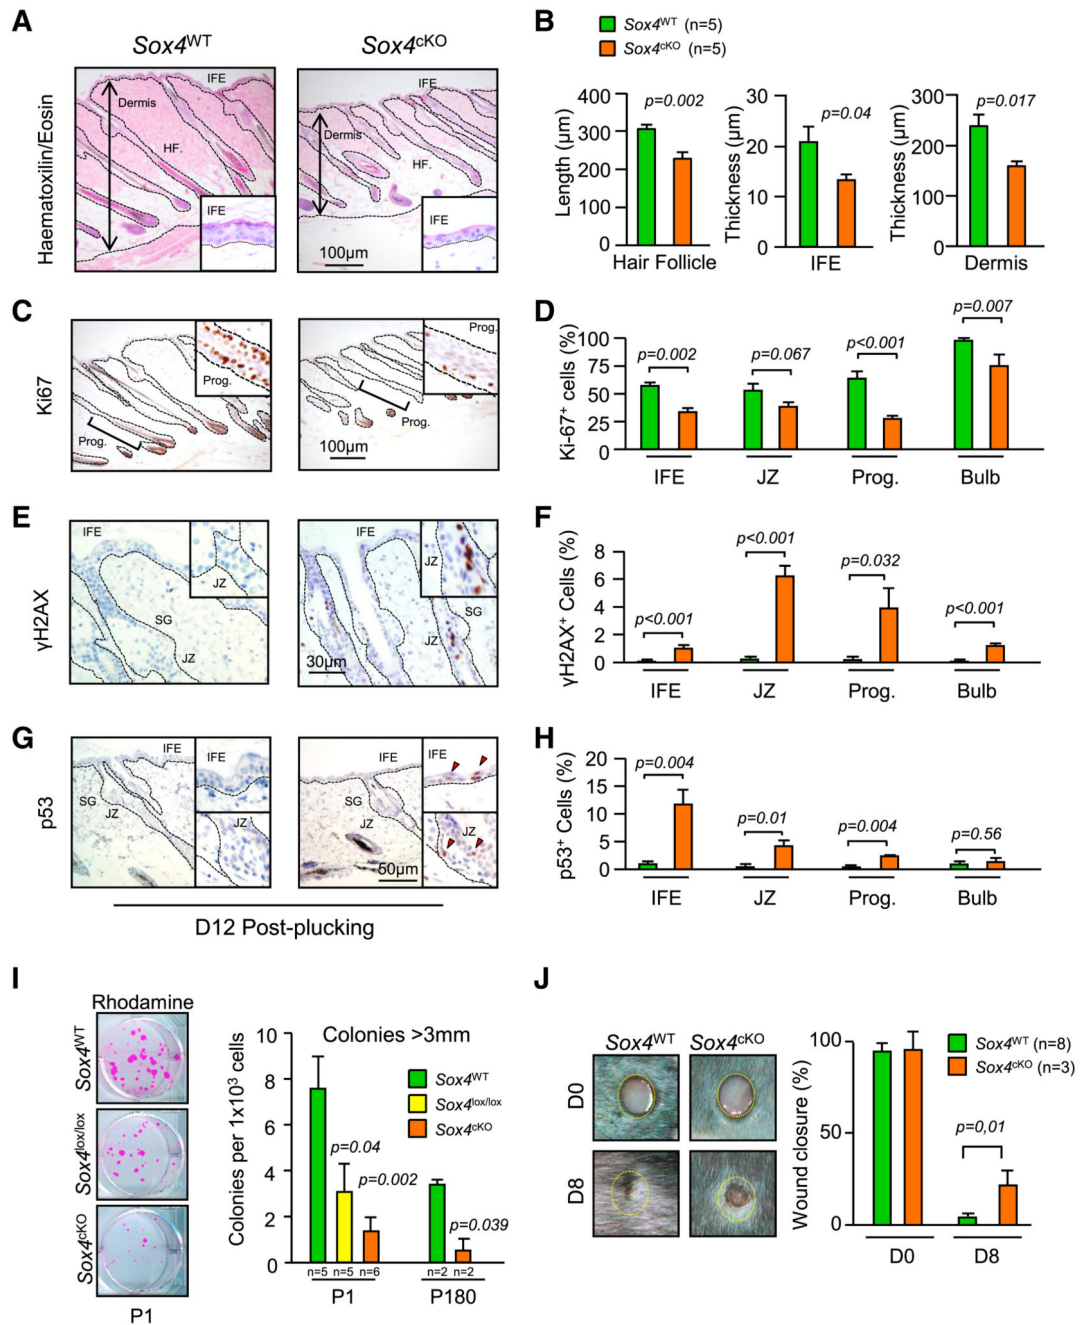 A
Sox4WT
Sox4cKO
Haematoxilin/Eosin
IFE
Dermis
HF.
IFE
IFE
Dermis
HF.
IFE
100µm
B
Sox4WT (n=5)
Sox4cKO (n=5)
Length (µm)
400
300
200
100
0
p=0.002
Hair Follicle
Thickness (µm)
30
20
10
0
p=0.04
IFE
Thickness (µm)
300
200
100
0
p=0.017
Dermis
C
Ki67
Prog.
Prog.
Prog.
Prog.
100µm
D
Ki-67+ cells (%)
100
75
50
25
0
p=0.002
p=0.067
p<0.001
p=0.007
IFE
JZ
Prog.
Bulb
E
γH2AX
IFE
JZ
SG
JZ
IFE
JZ
SG
JZ
30µm
F
γH2AX+ Cells (%)
8
6
4
2
0
p<0.001
p<0.001
p=0.032
p<0.001
IFE
JZ
Prog.
Bulb
G
p53
IFE
SG
JZ
IFE
JZ
IFE
SG
JZ
IFE
JZ
50µm
D12 Post-plucking
H
p53+ Cells (%)
20
15
10
5
0
p=0.004
p=0.01
p=0.004
p=0.56
IFE
JZ
Prog.
Bulb
I
Rhodamine
Sox4WT
Sox4lox/lox
Sox4cKO
P1
Colonies per 1x103 cells
10
8
6
4
2
0
Colonies >3mm
Sox4WT
Sox4lox/lox
Sox4cKO
p=0.04
p=0.002
p=0.039
n=5 n=5 n=6
n=2 n=2
P1
P180
J
Sox4WT
Sox4cKO
D0
D8
Wound closure (%)
100
50
0
Sox4WT (n=8)
Sox4cKO (n=3)
p=0,01
D0
D8